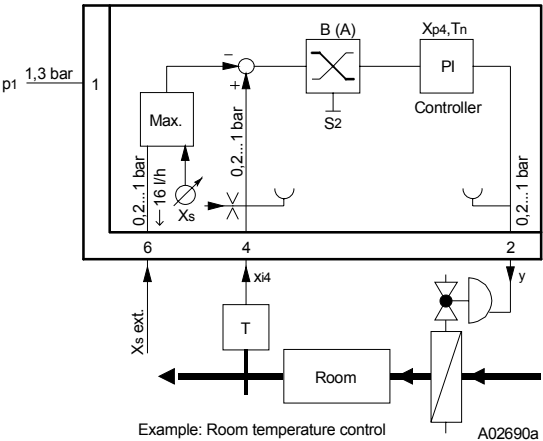 B (A)
Xp4,Tn
p1
1,3 bar
1
PI
Max.
S2
Controller
0,2...1 bar
0,2...1 bar
16 l/h
Xs
0,2...1 bar
6
4
2
xi4
y
Xs ext.
T
Room
Example: Room temperature control
A02690a